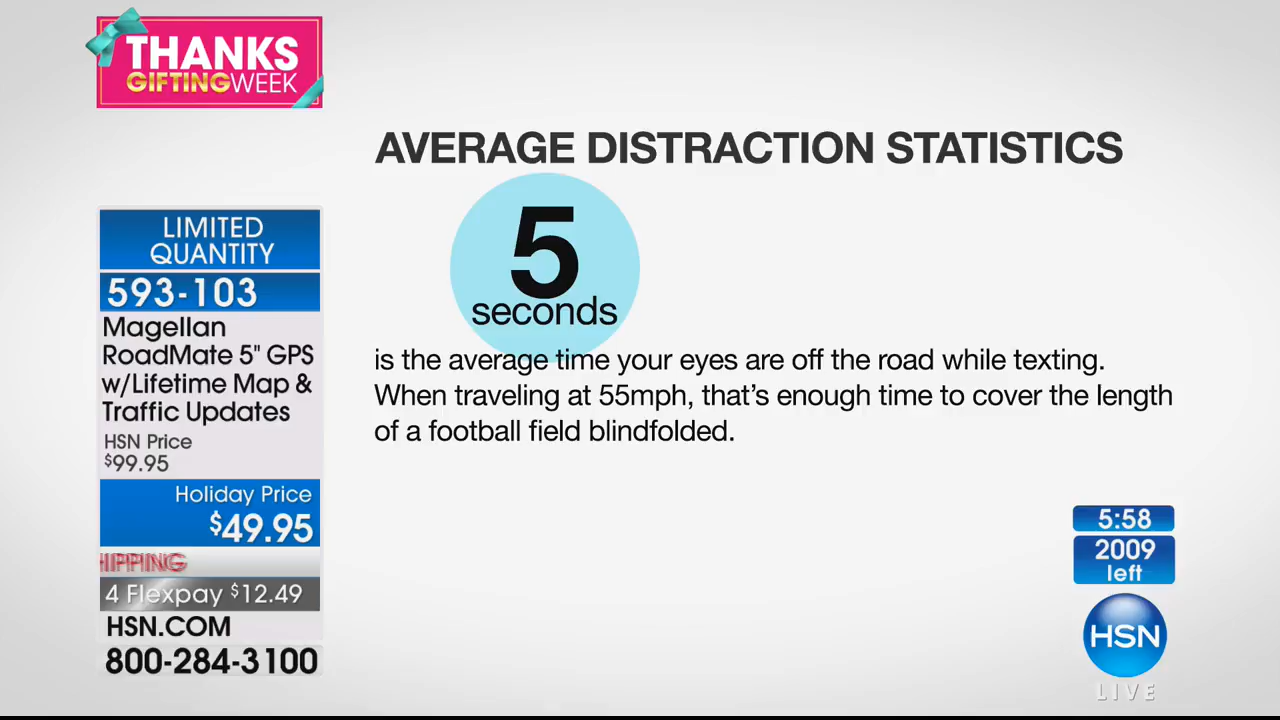 THANKS
GIFTINGWEEK
AVERAGE DISTRACTION STATISTICS
5
seconds
is the average time your eyes are off the road while texting.
When traveling at 55mph, that's enough time to cover the length
of a football field blindfolded.
LIMITED
QUANTITY
593-103
Magellan
RoadMate 5" GPS
w/Lifetime Map &
Traffic Updates
HSN Price
$99.95
Holiday Price
$49.95
HIPPING
4 Flexpay $12.49
HSN.COM
800-284-3100
5:58
2009
left
HSN
LIVE